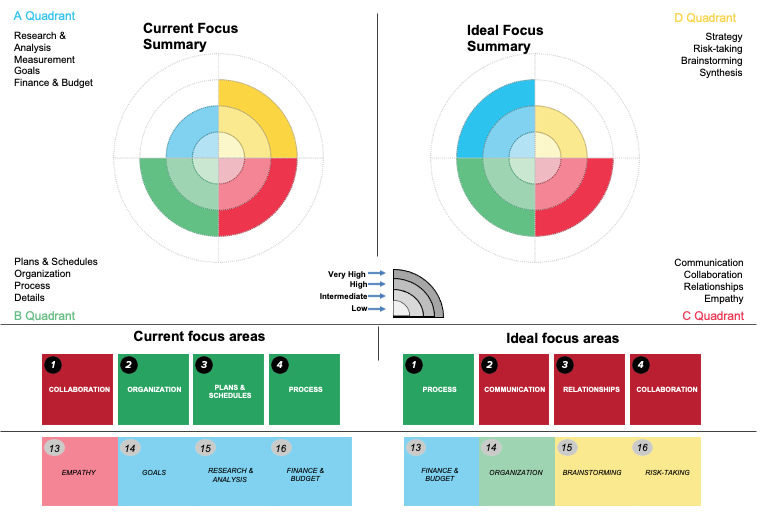 A Quadrant
Research &
Analysis
Measurement
Goals
Finance & Budget
Current Focus
Summary
Ideal Focus
Summary
D Quadrant
Strategy
Risk-taking
Brainstorming
Synthesis
Plans & Schedules
Organization
Process
Details
B Quadrant
Very High
High
Intermediate
Low
Communication
Collaboration
Relationships
Empathy
C Quadrant
Current focus areas
1
COLLABORATION
2
ORGANIZATION
3
PLANS &
SCHEDULES
4
PROCESS
13
EMPATHY
14
GOALS
15
RESEARCH &
ANALYSIS
16
FINANCE &
BUDGET
Ideal focus areas
1
PROCESS
2
COMMUNICATION
3
RELATIONSHIPS
4
COLLABORATION
13
FINANCE &
BUDGET
14
ORGANIZATION
15
BRAINSTORMING
16
RISK-TAKING